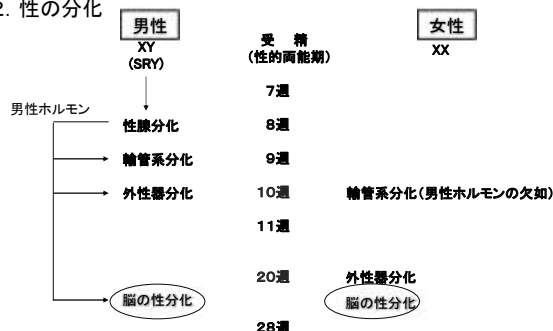 2. 性の分化
男性
XY
(SRY)
受 精
(性的両能期)
女性
XX
7週
男性ホルモン
性腺分化 8週
輸管系分化 9週
外性器分化 10週 輸管系分化(男性ホルモンの欠如)
11週
20週 外性器分化
脳の性分化 脳の性分化
28週